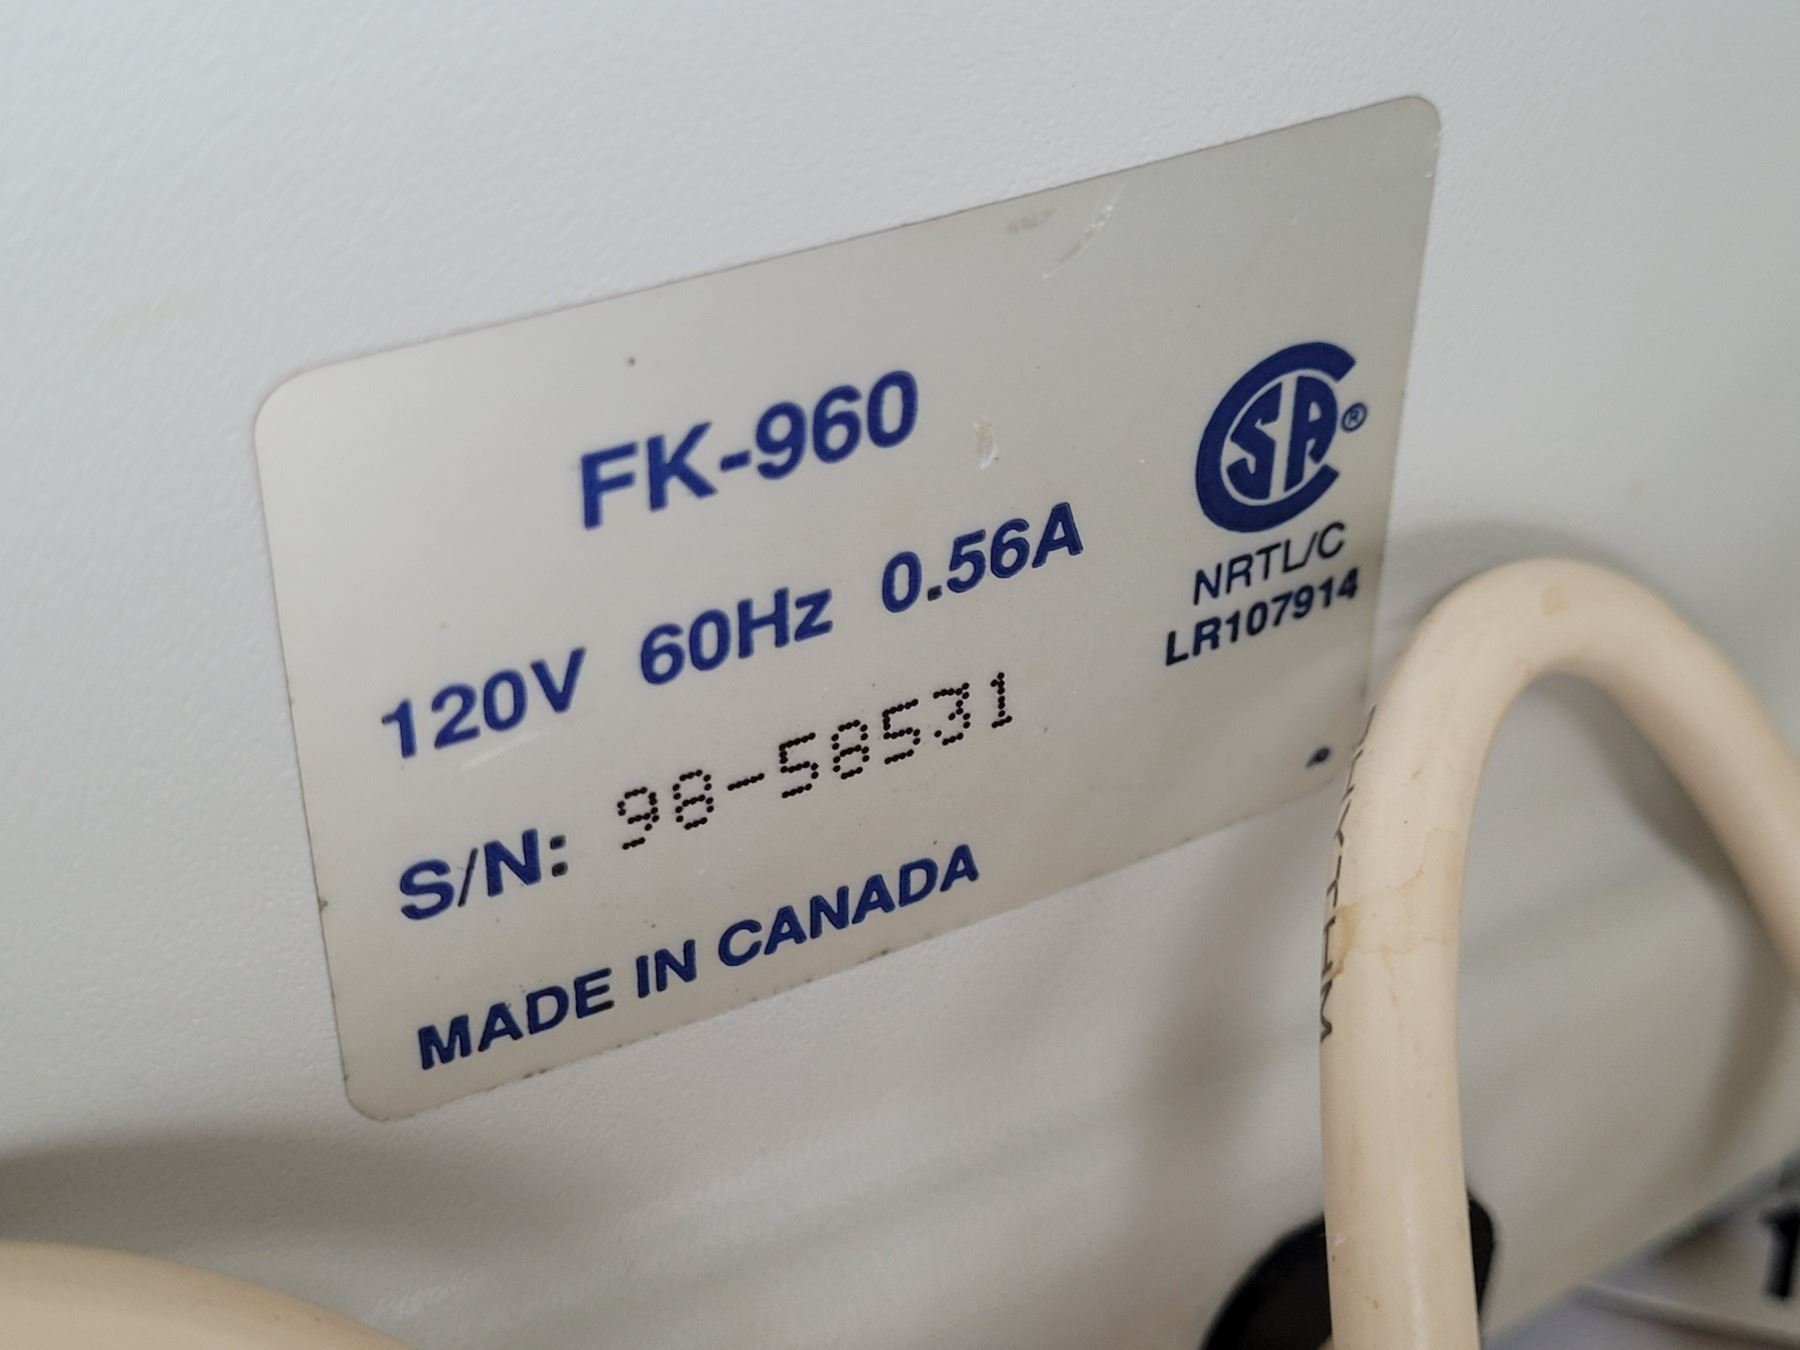 FK-960
CSA®
120V 60Hz 0.56A
NRTL/C
LR107914
S/N: 98-58531
MADE IN CANADA